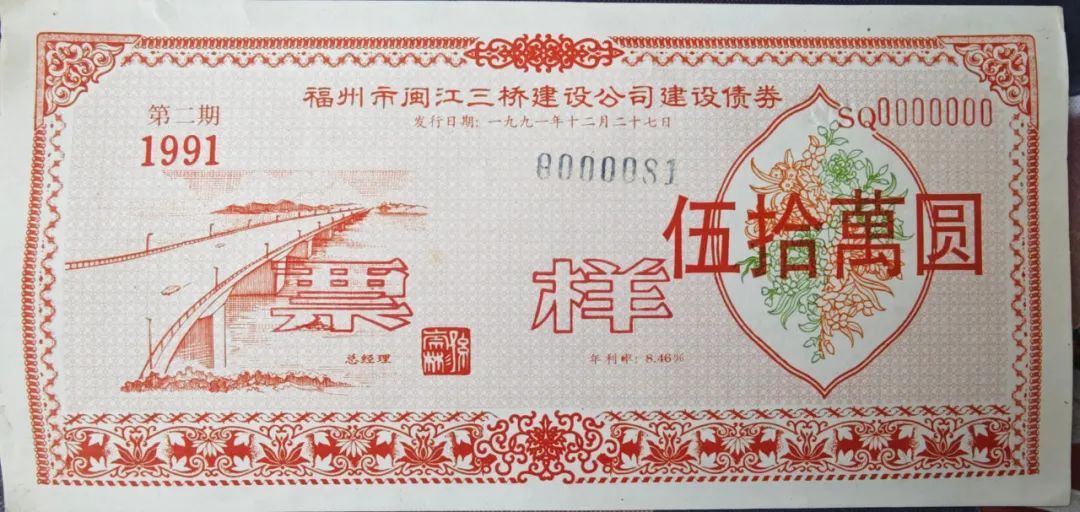 福州市闽江三桥建设公司建设债券
第二期
发行日期：一九九一年十二月二十七日
SQ0000000
1991
0000081
伍拾萬圆
票样
总经理
年利率：8.46%